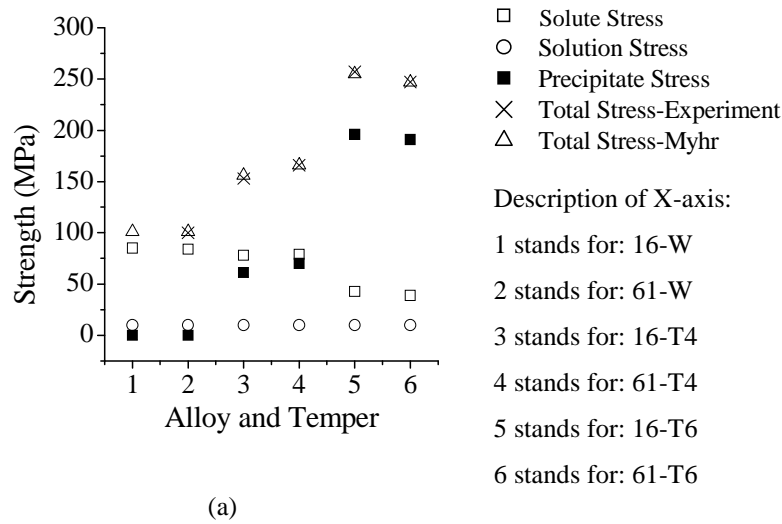 300
250
200
150
100
50
0
Strength (MPa)
1 2 3 4 5 6
Alloy and Temper
(a)
Solute Stress
Solution Stress
Precipitate Stress
Total Stress-Experiment
Total Stress-Myhr
Description of X-axis:
1 stands for: 16-W
2 stands for: 61-W
3 stands for: 16-T4
4 stands for: 61-T4
5 stands for: 16-T6
6 stands for: 61-T6